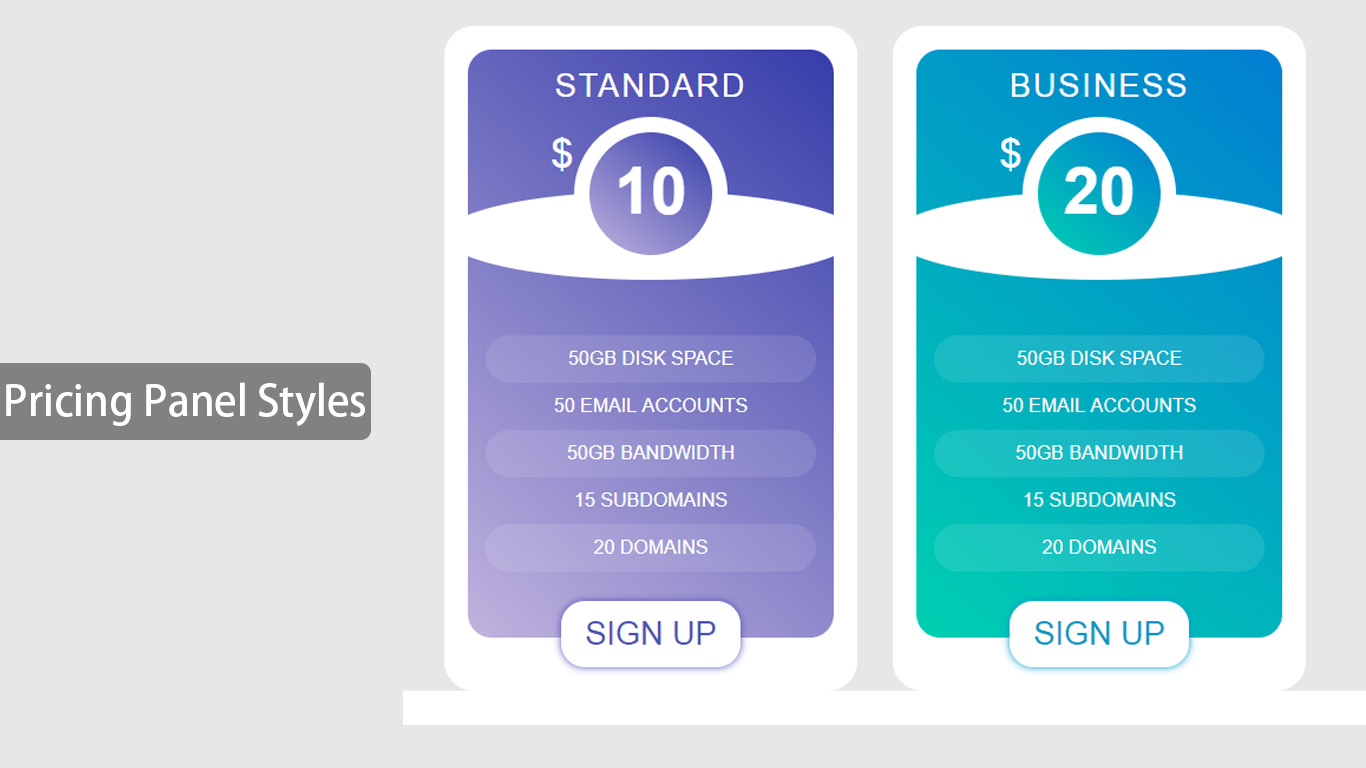 Pricing Panel Styles
STANDARD
$ 10
50GB DISK SPACE
50 EMAIL ACCOUNTS
50GB BANDWIDTH
15 SUBDOMAINS
20 DOMAINS
SIGN UP
BUSINESS
$ 20
50GB DISK SPACE
50 EMAIL ACCOUNTS
50GB BANDWIDTH
15 SUBDOMAINS
20 DOMAINS
SIGN UP